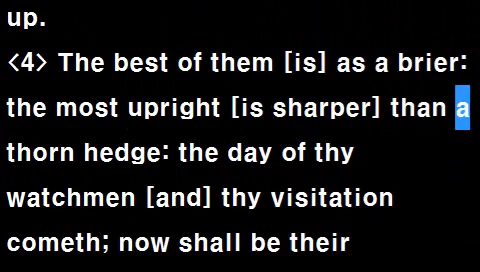 up.
<4> The best of them [is] as a brier:
the most upright [is sharper] than a
thorn hedge: the day of thy
watchmen [and] thy visitation
cometh; now shall be their